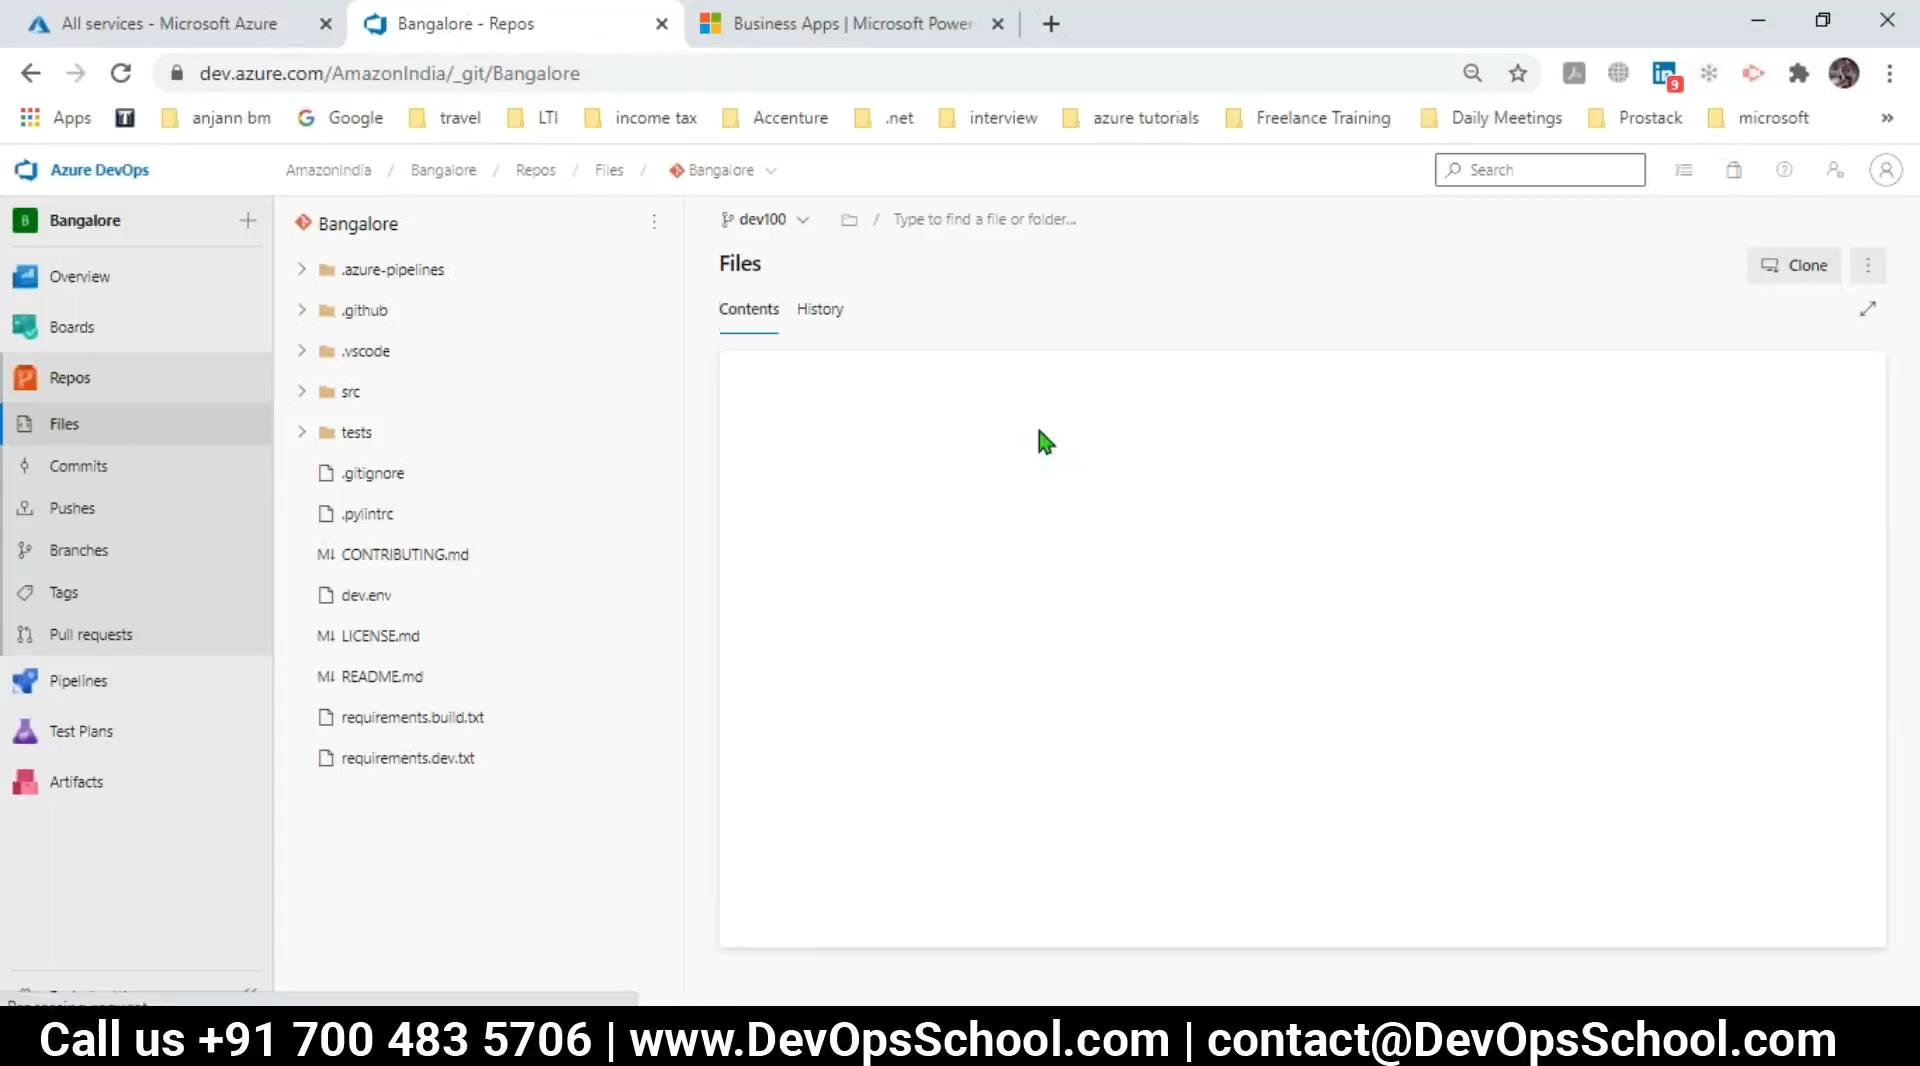 All services - Microsoft Azure
Bangalore - Repos
Business Apps | Microsoft Power
dev.azure.com/AmazonIndia/_git/Bangalore
9
Apps
anjann bm
Google
travel
LTI
income tax
Accenture
.net
interview
azure tutorials
Freelance Training
Daily Meetings
Prostack
microsoft
»
Azure DevOps
AmazonIndia / Bangalore / Repos / Files / Bangalore
Search
B Bangalore
Overview
Boards
Repos
Files
Commits
Pushes
Branches
Tags
Pull requests
Pipelines
Test Plans
Artifacts
Bangalore
.azure-pipelines
.github
.vscode
src
tests
.gitignore
.pylintrc
M↓ CONTRIBUTING.md
dev.env
M↓ LICENSE.md
M↓ README.md
requirements.build.txt
requirements.dev.txt
dev100
/ Type to find a file or folder...
Files
Clone
Contents
History
Call us +91 700 483 5706 | www.DevOpsSchool.com | contact@DevOpsSchool.com